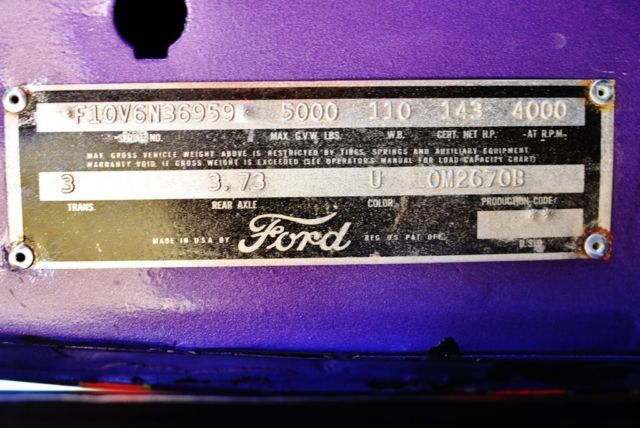 F10V6N36959 5000 110 143 4000
SERIAL NO. MAX. G.V.W. LBS. W.B. CERT. NET H.P. -AT R.P.M.-
MAX. GROSS VEHICLE WEIGHT ABOVE IS RESTRICTED BY TIRES, SPRINGS AND AUXILIARY EQUIPMENT.
WARRANTY VOID IF GROSS WEIGHT IS EXCEEDED (SEE OPERATOR'S MANUAL FOR LOAD CAPACITY CHART)
3 3.73 U LOM2670B
TRANS. REAR AXLE COLOR PRODUCTION CODE
MADE IN U.S.A. BY Ford REG. U.S. PAT. OFF.
D.S.O.